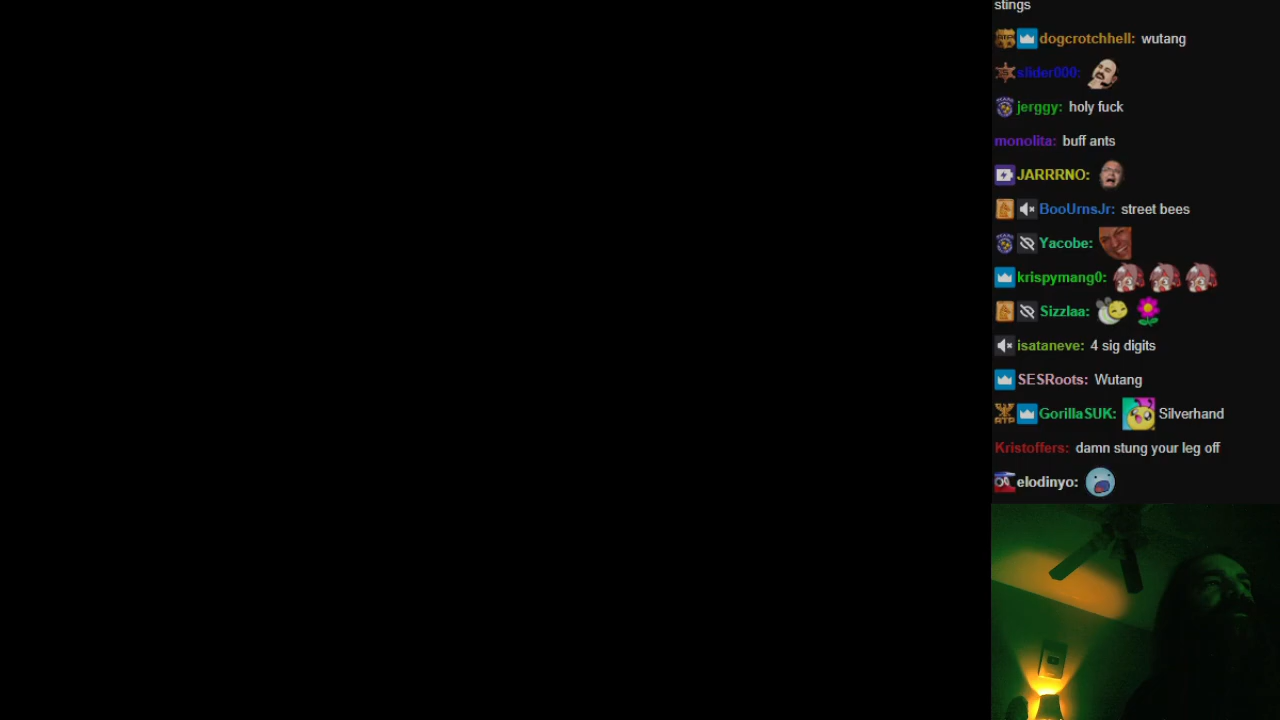 stings
dogcrotchhell: wutang
slider000:
jerggy: holy fuck
monolita: buff ants
JARRRNO:
BooUrnsJr: street bees
Yacobe:
krispymang0:
Sizzlaa:
isataneve: 4 sig digits
SESRoots: Wutang
GorillaSUK: Silverhand
Kristoffers: damn stung your leg off
elodinyo: